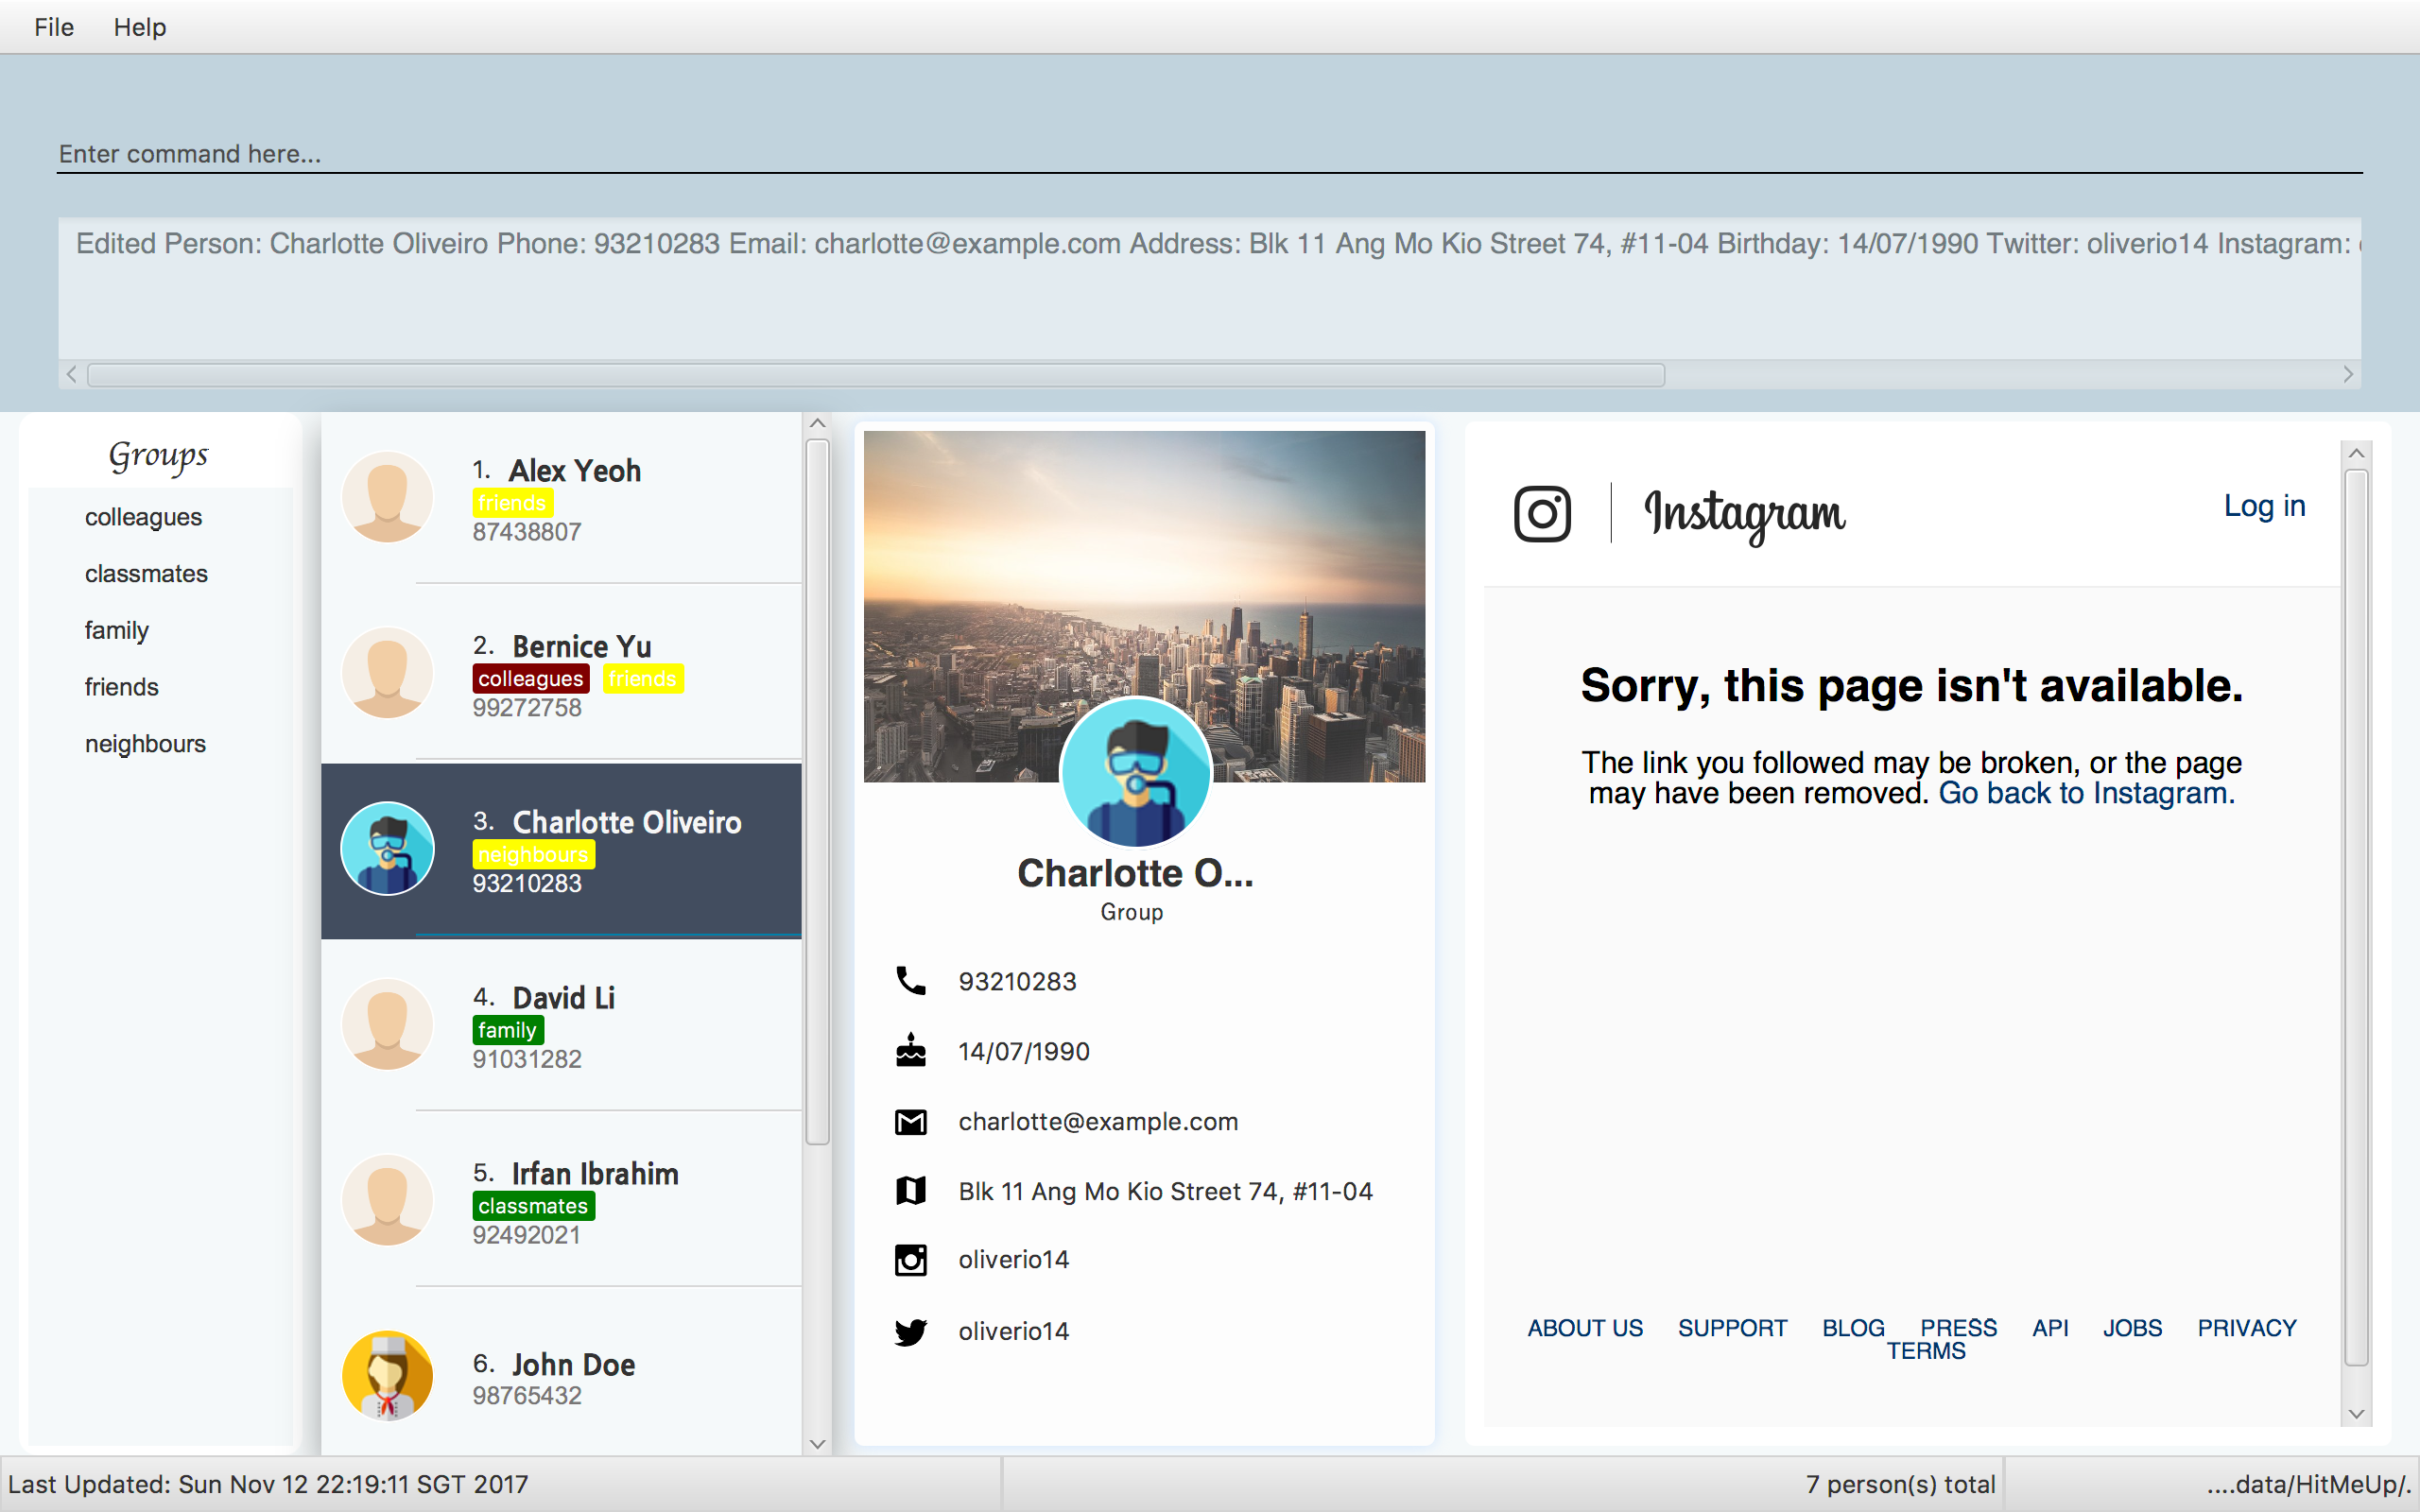 File Help
Enter command here...
Edited Person: Charlotte Oliveiro Phone: 93210283 Email: charlotte@example.com Address: Blk 11 Ang Mo Kio Street 74, #11-04 Birthday: 14/07/1990 Twitter: oliverio14 Instagram:
Groups
colleagues
classmates
family
friends
neighbours
1. Alex Yeoh
friends
87438807
2. Bernice Yu
colleagues friends
99272758
3. Charlotte Oliveiro
neighbours
93210283
4. David Li
family
91031282
5. Irfan Ibrahim
classmates
92492021
6. John Doe
98765432
Charlotte O...
Group
93210283
14/07/1990
charlotte@example.com
Blk 11 Ang Mo Kio Street 74, #11-04
oliverio14
oliverio14
Instagram
Log in
Sorry, this page isn't available.
The link you followed may be broken, or the page
may have been removed. Go back to Instagram.
ABOUT US SUPPORT BLOG PRESS API JOBS PRIVACY
TERMS
Last Updated: Sun Nov 12 22:19:11 SGT 2017
7 person(s) total
....data/HitMeUp/.